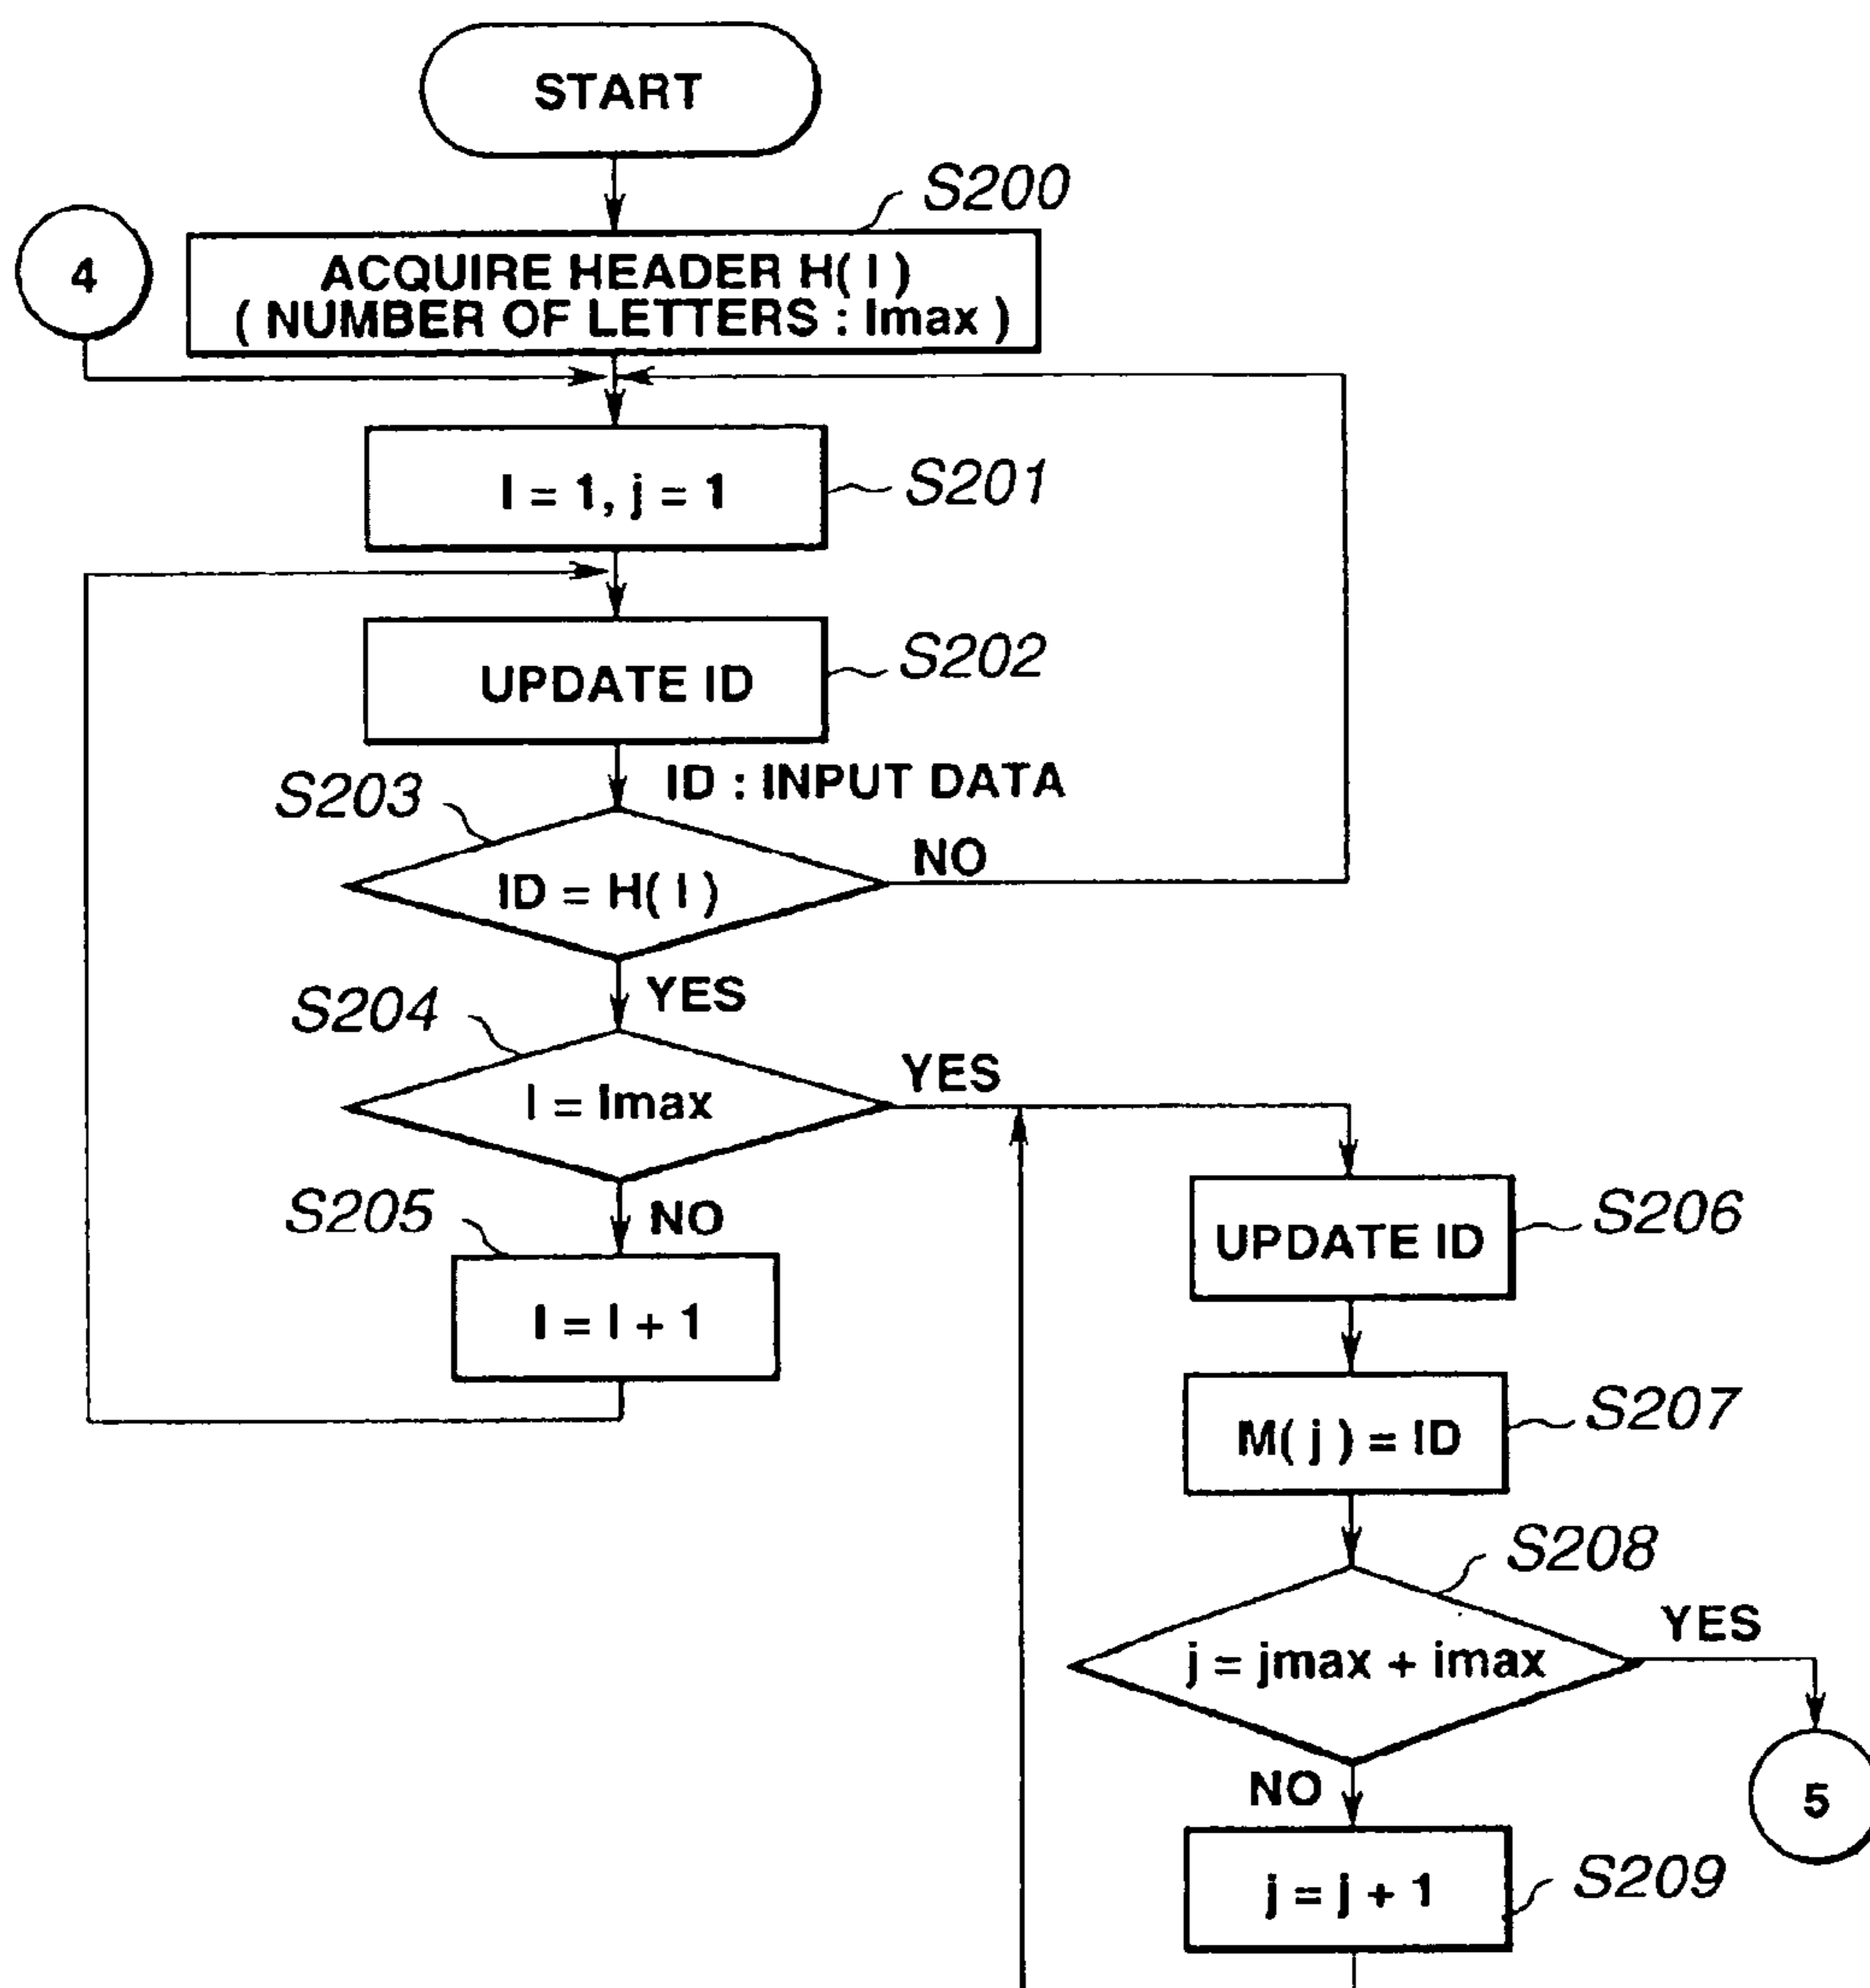 START
S200
4
ACQUIRE HEADER H( I )
( NUMBER OF LETTERS : Imax )
I = 1, j = 1
S201
UPDATE ID
S202
ID : INPUT DATA
S203
ID = H( I )
NO
YES
S204
I = Imax
YES
NO
S205
I = I + 1
UPDATE ID
S206
M( j ) = ID
S207
S208
j = jmax + imax
YES
5
NO
j = j + 1
S209